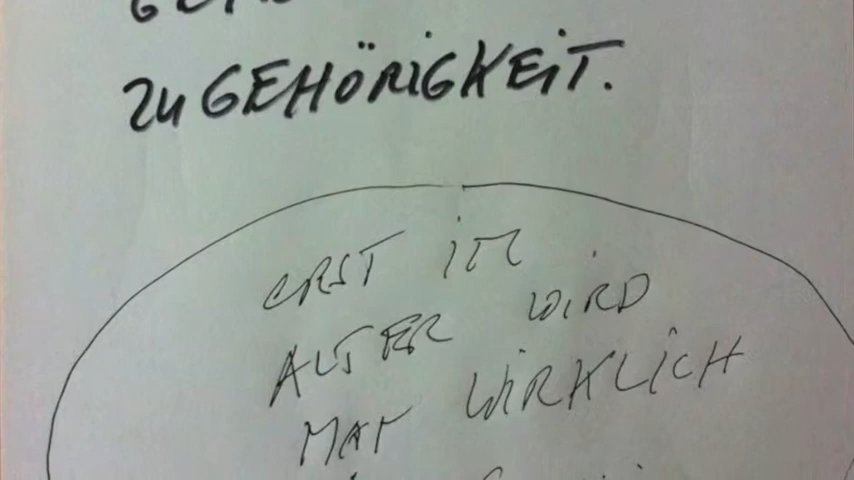 ZUGEHÖRIGKEIT.
ERST IM
ALTER WIRD
MAN WIRKLICH